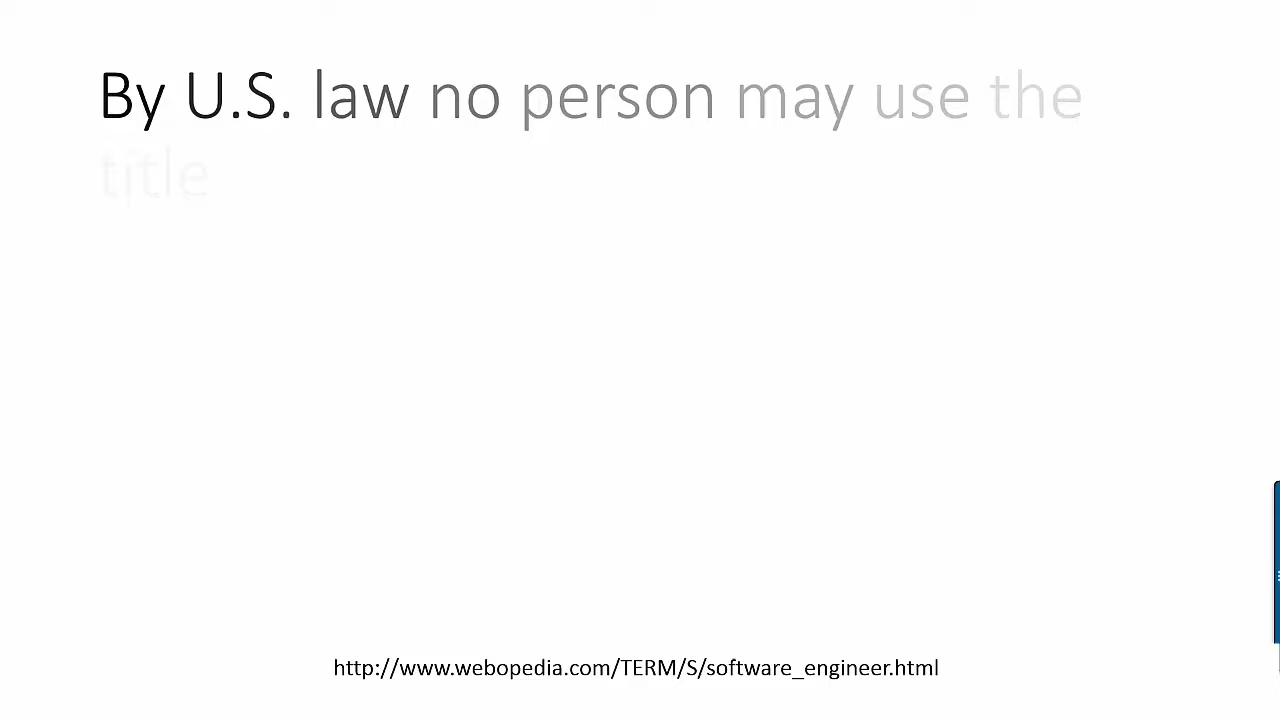 By U.S. law no person may use the
title
http://www.webopedia.com/TERM/S/software_engineer.html